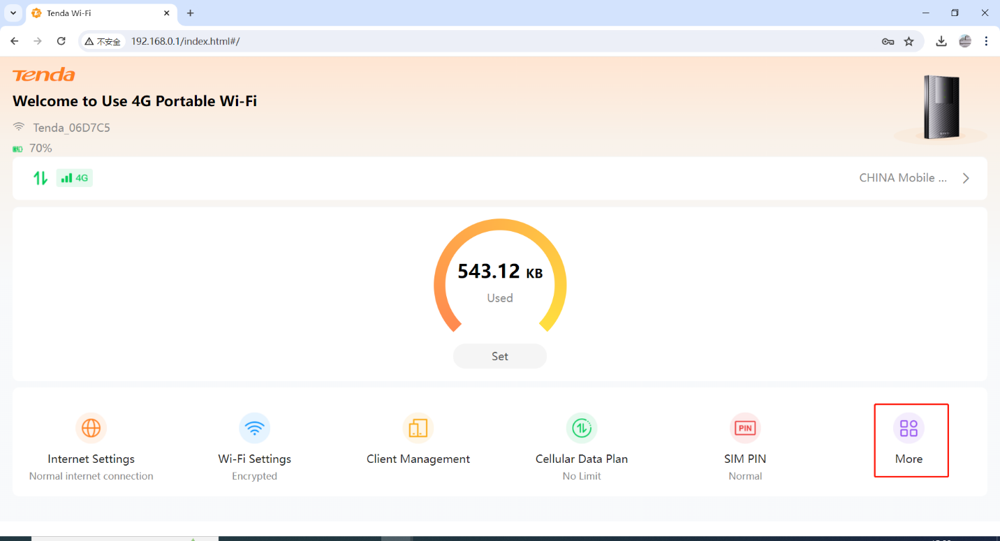 Tenda Wi-Fi
不安全
192.168.0.1/index.html#/
Tenda
Welcome to Use 4G Portable Wi-Fi
Tenda_06D7C5
70%
4G
CHINA Mobile ...
543.12 KB
Used
Set
PIN
Internet Settings
Wi-Fi Settings
Client Management
Cellular Data Plan
SIM PIN
More
Normal internet connection
Encrypted
No Limit
Normal